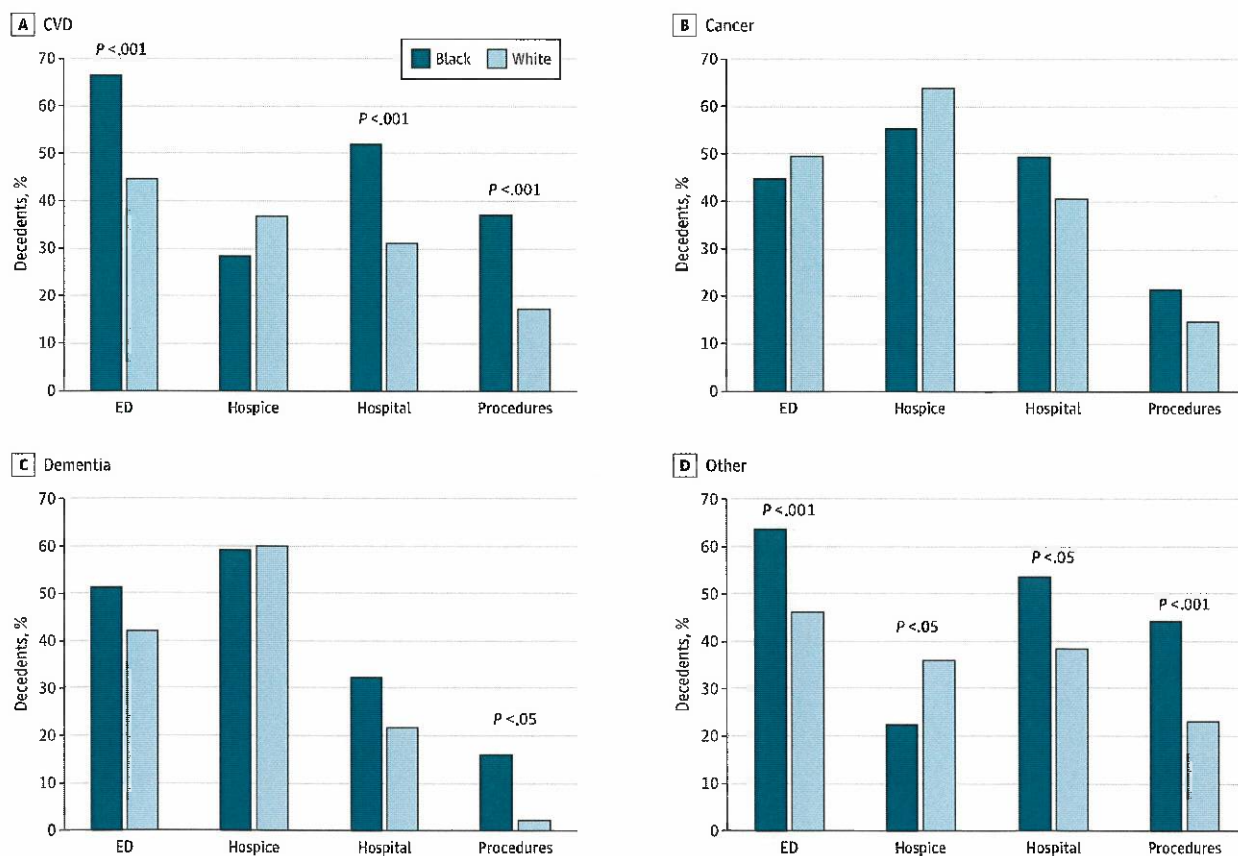 A CVD
P <.001
Black White
P <.001
P <.001
70
60
50
40
30
20
10
0
Decedents, %
ED Hospice Hospital Procedures
B Cancer
70
60
50
40
30
20
10
0
Decedents, %
ED Hospice Hospital Procedures
C Dementia
70
60
50
40
30
20
10
0
Decedents, %
P <.05
ED Hospice Hospital Procedures
D Other
70
60
50
40
30
20
10
0
Decedents, %
P <.001
P <.05
P <.05
P <.001
ED Hospice Hospital Procedures